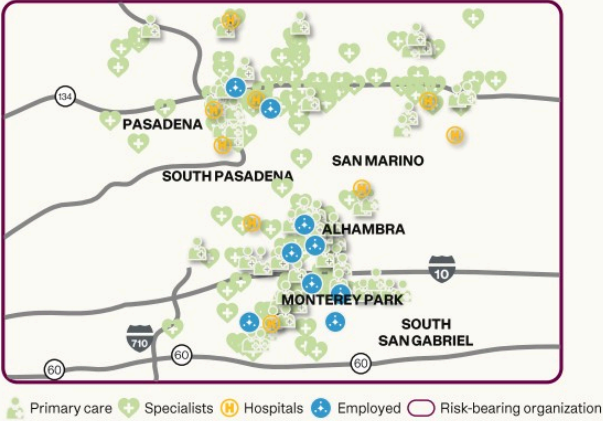 134
PASADENA
SAN MARINO
SOUTH PASADENA
ALHAMBRA
10
MONTEREY PARK
SOUTH
SAN GABRIEL
710
60
60
60
Primary care Specialists H Hospitals Employed Risk-bearing organization